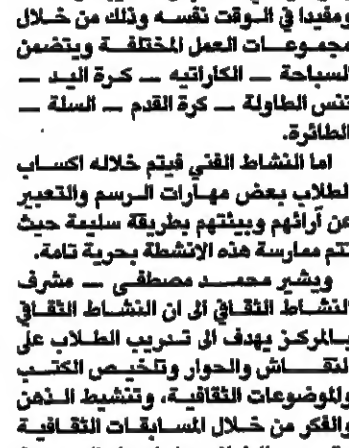 ومفيدا في الوقت نفسه وذلك من خلال
مجموعات العمل المختلفة ويتضمن
السباحة — الكاراتيه — كرة اليد —
تنس الطاولة — كرة القدم — السلة —
الطائرة.
اما النشاط الفني فيتم خلاله اكساب
الطلاب بعض مهارات الرسم والتعبير
عن آرائهم وبيئتهم بطريقة سليمة حيث
تتم ممارسة هذه الانشطة بحرية تامة.
ويشير محمد مصطفى — مشرف
النشاط الثقافي الى ان النشاط الثقافي
بالمركز يهدف الى تدريب الطلاب على
النقاش والحوار وتلخيص الكتب
والموضوعات الثقافية، وتنشيط الذهن
والفكر من خلال المسابقات الثقافية